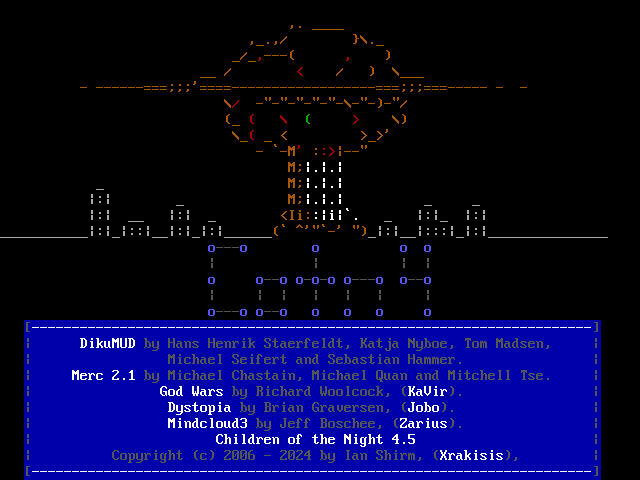 DikuMUD by Hans Henrik Staerfeldt, Katja Nyboe, Tom Madsen,
Michael Seifert and Sebastian Hammer.
Merc 2.1 by Michael Chastain, Michael Quan and Mitchell Tse.
God Wars by Richard Woolcock, (KaVir).
Dystopia by Brian Graversen, (Jobo).
Mindcloud3 by Jeff Boschee, (Zarius).
Children of the Night 4.5
Copyright (c) 2006 - 2024 by Ian Shirm, (Xrakisis),